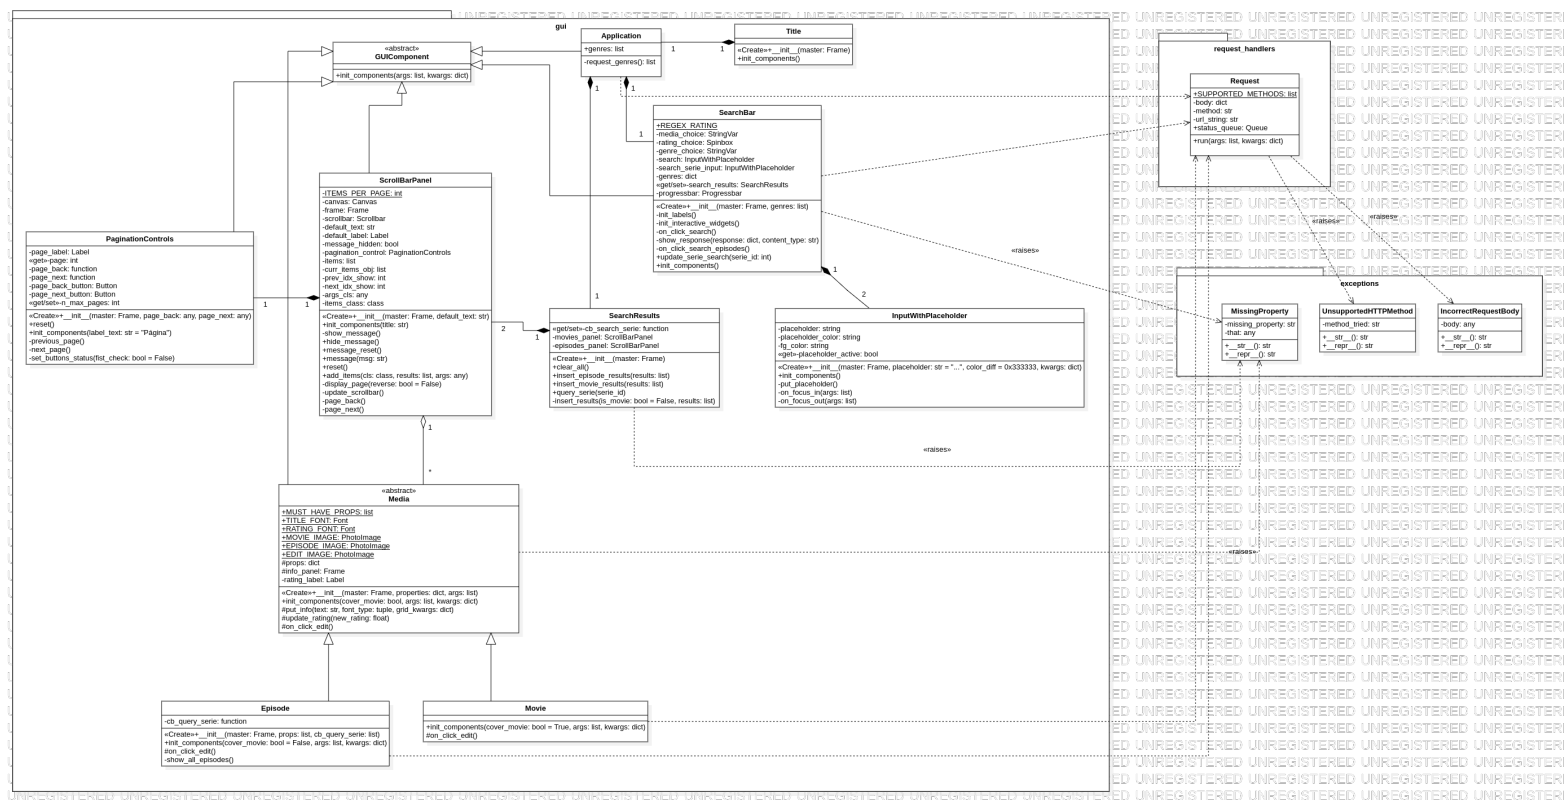 gui
«abstract»
GUIComponent
+init_components(args: list, kwargs: dict)
Application
+genres: list
-request_genres(): list
1
1
Title
«Create»+__init__(master: Frame)
+init_components()
1
1
1
1
SearchBar
+REGEX_RATING
-media_choice: StringVar
-rating_choice: Spinbox
-genre_choice: StringVar
-search: InputWithPlaceholder
-search_serie_input: InputWithPlaceholder
-genres: dict
«get/set»-search_results: SearchResults
-progressbar: Progressbar
«Create»+__init__(master: Frame, genres: list)
-init_labels()
-init_interactive_widgets()
-on_click_search()
-show_response(response: dict, content_type: str)
-on_click_search_episodes()
+update_serie_search(serie_id: int)
+init_components()
1
2
request_handlers
Request
+SUPPORTED_METHODS: list
-body: dict
-method: str
-url_string: str
+status_queue: Queue
+run(args: list, kwargs: dict)
«raises»
«raises»
«raises»
exceptions
MissingProperty
-missing_property: str
-that: any
+__str__(): str
+__repr__(): str
UnsupportedHTTPMethod
-method_tried: str
+__str__(): str
+__repr__(): str
IncorrectRequestBody
-body: any
+__str__(): str
+__repr__(): str
ScrollBarPanel
-ITEMS_PER_PAGE: int
-canvas: Canvas
-frame: Frame
-scrollbar: Scrollbar
-default_text: str
-default_label: Label
-message_hidden: bool
-pagination_control: PaginationControls
-items: list
-curr_items_obj: list
-prev_idx_show: int
-next_idx_show: int
-args_cls: any
-items_class: class
«Create»+__init__(master: Frame, default_text: str)
+init_components(title: str)
-show_message()
+hide_message()
+message_reset()
+message(msg: str)
+reset()
+add_items(cls: class, results: list, args: any)
-display_page(reverse: bool = False)
-update_scrollbar()
-page_back()
-page_next()
PaginationControls
-page_label: Label
«get»-page: int
-page_back: function
-page_next: function
-page_back_button: Button
-page_next_button: Button
«get/set»-n_max_pages: int
«Create»+__init__(master: Frame, page_back: any, page_next: any)
+reset()
+init_components(label_text: str = "Página")
-previous_page()
-next_page()
-set_buttons_status(fist_check: bool = False)
1
1
2
1
SearchResults
«get/set»-cb_search_serie: function
-movies_panel: ScrollBarPanel
-episodes_panel: ScrollBarPanel
«Create»+__init__(master: Frame)
+clear_all()
+insert_episode_results(results: list)
+insert_movie_results(results: list)
+query_serie(serie_id)
-insert_results(is_movie: bool = False, results: list)
InputWithPlaceholder
-placeholder: string
-placeholder_color: string
-fg_color: string
«get»-placeholder_active: bool
«Create»+__init__(master: Frame, placeholder: str = "...", color_diff = 0x333333, kwargs: dict)
+init_components()
-put_placeholder()
-on_focus_in(args: list)
-on_focus_out(args: list)
1
*
«raises»
«abstract»
Media
+MUST_HAVE_PROPS: list
+TITLE_FONT: Font
+RATING_FONT: Font
+MOVIE_IMAGE: PhotoImage
+EPISODE_IMAGE: PhotoImage
+EDIT_IMAGE: PhotoImage
#props: dict
#info_panel: Frame
-rating_label: Label
«Create»+__init__(master: Frame, properties: dict, args: list)
+init_components(cover_movie: bool, args: list, kwargs: dict)
#put_info(text: str, font_type: tuple, grid_kwargs: dict)
#update_rating(new_rating: float)
#on_click_edit()
«raises»
Episode
-cb_query_serie: function
«Create»+__init__(master: Frame, props: list, cb_query_serie: list)
+init_components(cover_movie: bool = False, args: list, kwargs: dict)
#on_click_edit()
-show_all_episodes()
Movie
+init_components(cover_movie: bool = True, args: list, kwargs: dict)
#on_click_edit()